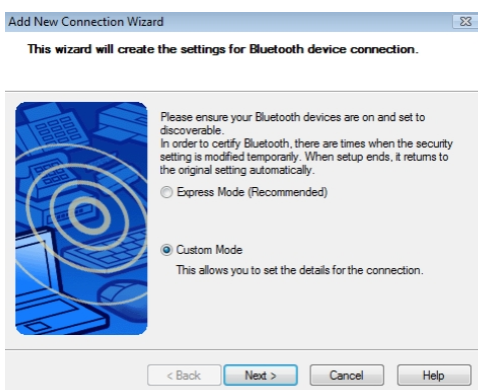 Add New Connection Wizard
This wizard will create the settings for Bluetooth device connection.
Please ensure your Bluetooth devices are on and set to
discoverable.
In order to certify Bluetooth, there are times when the security
setting is modified temporarily. When setup ends, it returns to
the original setting automatically.
Express Mode (Recommended)
Custom Mode
This allows you to set the details for the connection.
< Back Next > Cancel Help